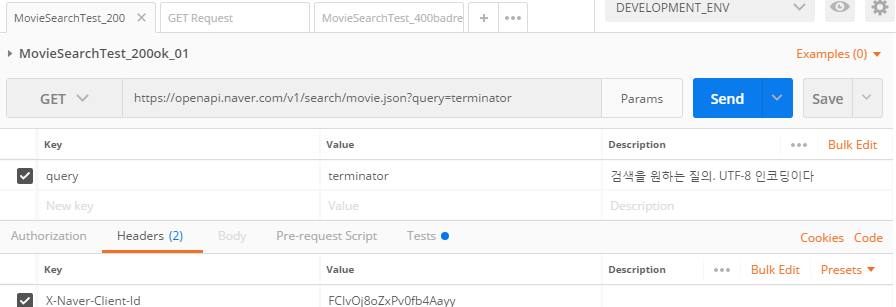 MovieSearchTest_200 GET Request MovieSearchTest_400badre DEVELOPMENT_ENV
MovieSearchTest_200ok_01 Examples (0)
GET https://openapi.naver.com/v1/search/movie.json?query=terminator Params Send Save
Key Value Description Bulk Edit
query terminator 검색을 원하는 질의. UTF-8 인코딩이다
New key Value Description
Authorization Headers (2) Body Pre-request Script Tests Cookies Code
Key Value Description Bulk Edit Presets
X-Naver-Client-Id